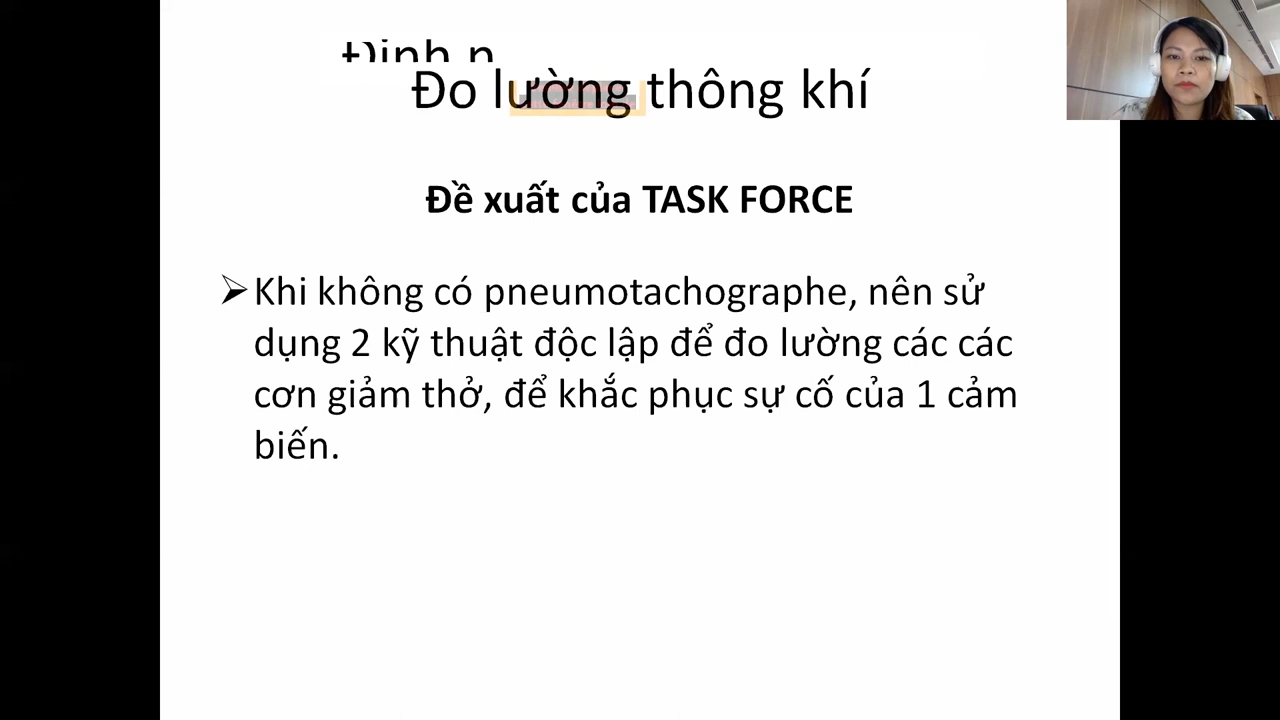 Đo lường thông khí
Đề xuất của TASK FORCE
➢Khi không có pneumotachographe, nên sử
dụng 2 kỹ thuật độc lập để đo lường các các
cơn giảm thở, để khắc phục sự cố của 1 cảm
biến.